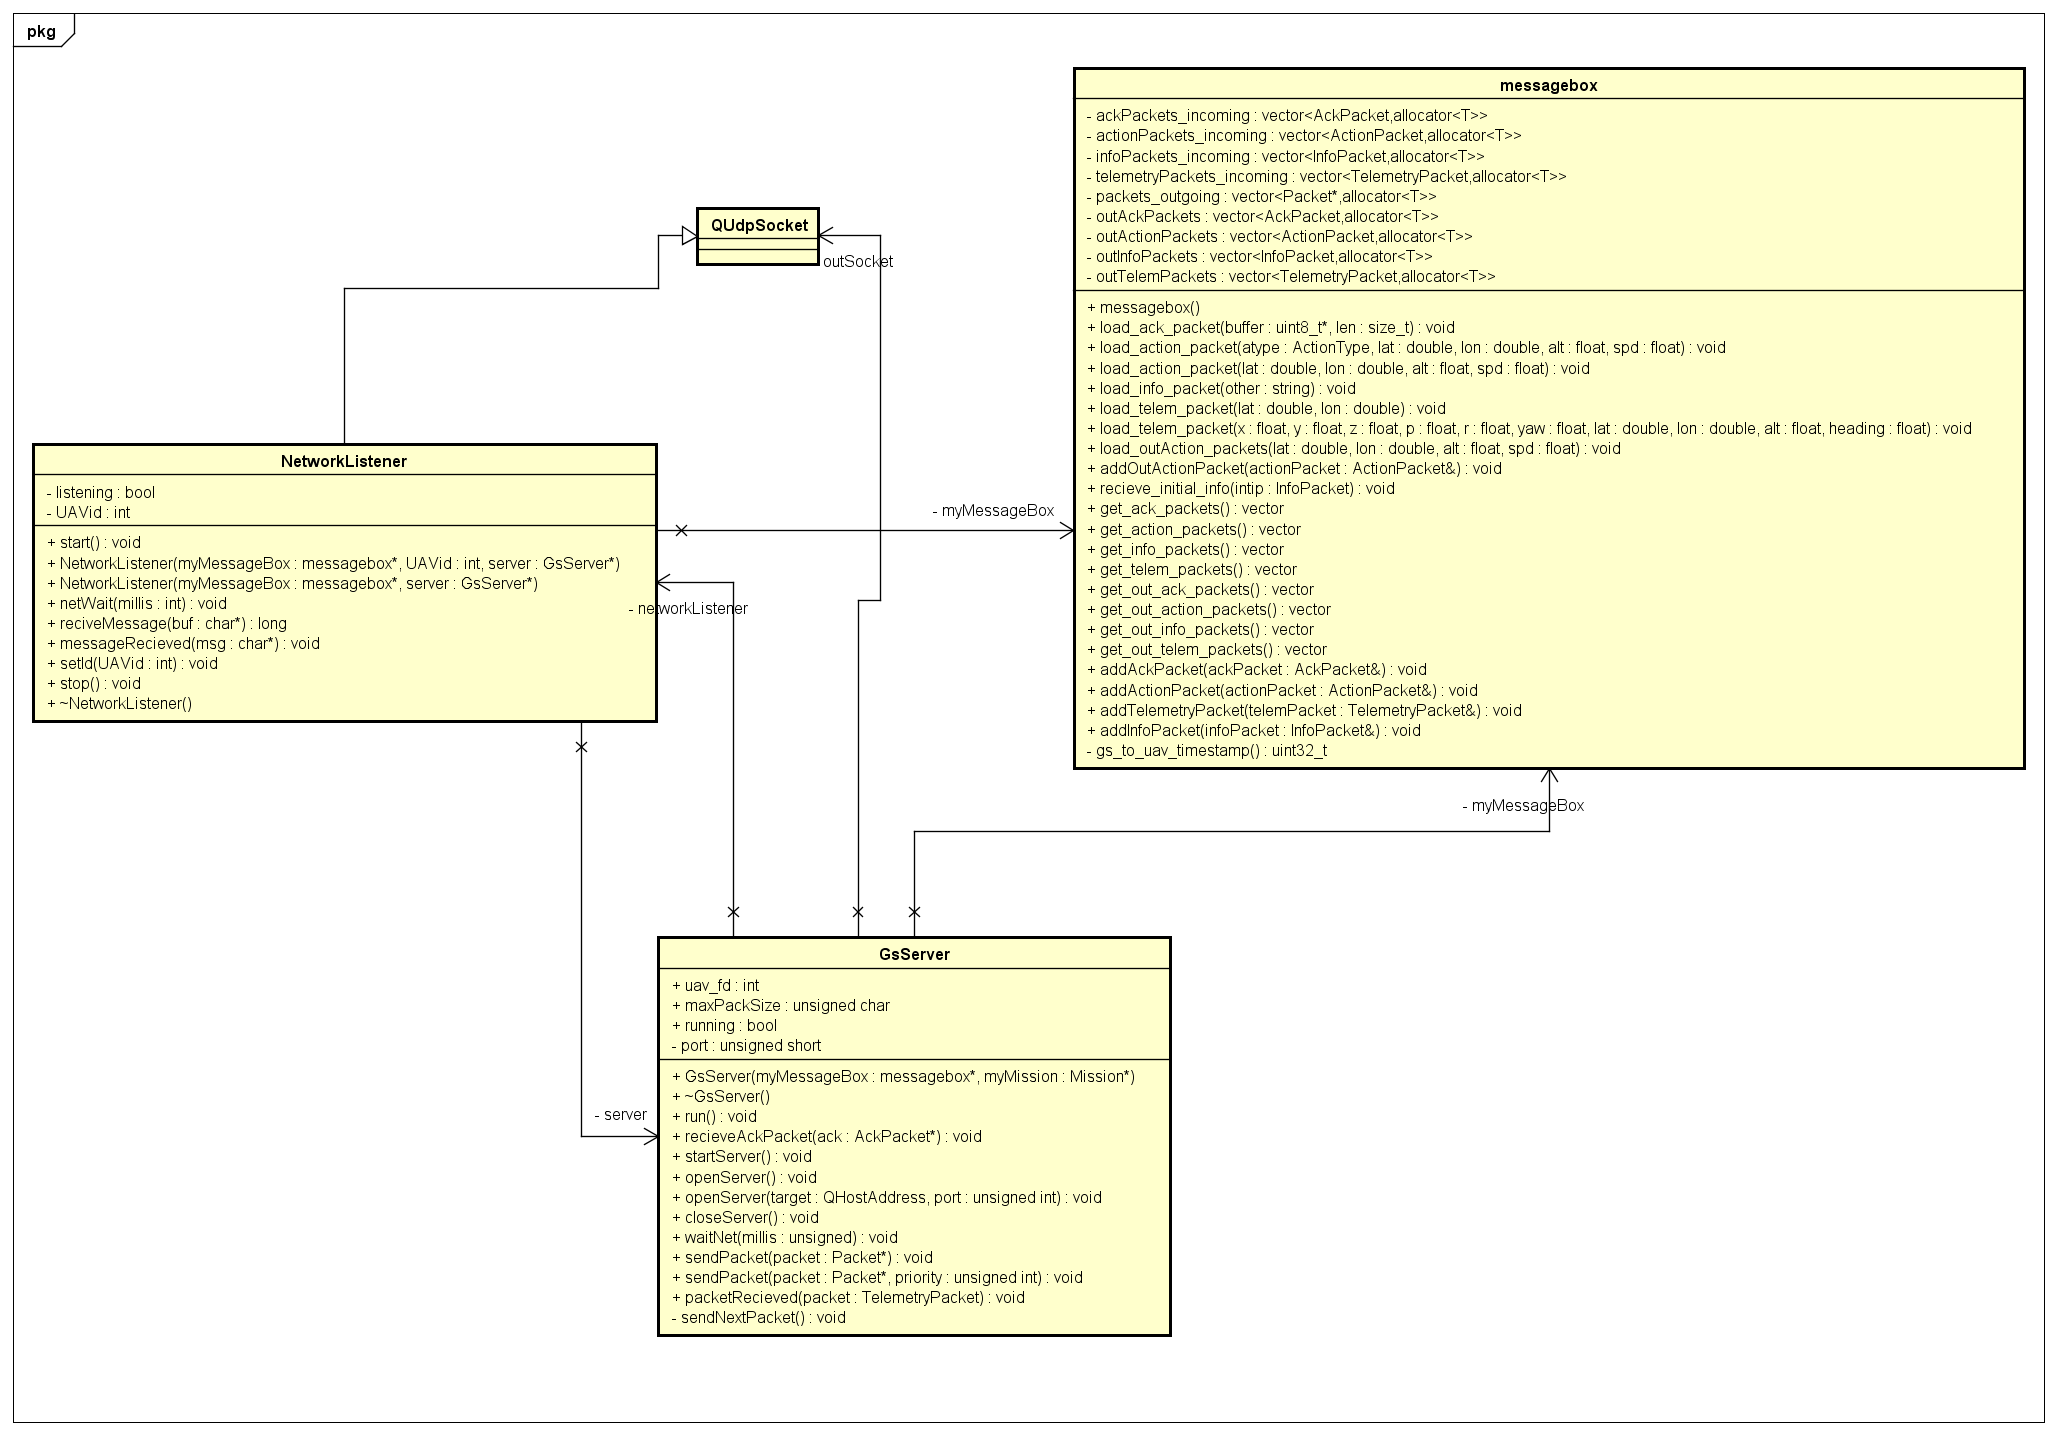 pkg
messagebox
- ackPackets_incoming : vector<AckPacket,allocator<T>>
- actionPackets_incoming : vector<ActionPacket,allocator<T>>
- infoPackets_incoming : vector<InfoPacket,allocator<T>>
- telemetryPackets_incoming : vector<TelemetryPacket,allocator<T>>
- packets_outgoing : vector<Packet*,allocator<T>>
- outAckPackets : vector<AckPacket,allocator<T>>
- outActionPackets : vector<ActionPacket,allocator<T>>
- outInfoPackets : vector<InfoPacket,allocator<T>>
- outTelemPackets : vector<TelemetryPacket,allocator<T>>
+ messagebox()
+ load_ack_packet(buffer : uint8_t*, len : size_t) : void
+ load_action_packet(atype : ActionType, lat : double, lon : double, alt : float, spd : float) : void
+ load_action_packet(lat : double, lon : double, alt : float, spd : float) : void
+ load_info_packet(other : string) : void
+ load_telem_packet(lat : double, lon : double) : void
+ load_telem_packet(x : float, y : float, z : float, p : float, r : float, yaw : float, lat : double, lon : double, alt : float, heading : float) : void
+ load_outAction_packets(lat : double, lon : double, alt : float, spd : float) : void
+ addOutActionPacket(actionPacket : ActionPacket&) : void
+ recieve_initial_info(intip : InfoPacket) : void
+ get_ack_packets() : vector
+ get_action_packets() : vector
+ get_info_packets() : vector
+ get_telem_packets() : vector
+ get_out_ack_packets() : vector
+ get_out_action_packets() : vector
+ get_out_info_packets() : vector
+ get_out_telem_packets() : vector
+ addAckPacket(ackPacket : AckPacket&) : void
+ addActionPacket(actionPacket : ActionPacket&) : void
+ addTelemetryPacket(telemPacket : TelemetryPacket&) : void
+ addInfoPacket(infoPacket : InfoPacket&) : void
- gs_to_uav_timestamp() : uint32_t
QUdpSocket
outSocket
NetworkListener
- listening : bool
- UAVid : int
+ start() : void
+ NetworkListener(myMessageBox : messagebox*, UAVid : int, server : GsServer*)
+ NetworkListener(myMessageBox : messagebox*, server : GsServer*)
+ netWait(millis : int) : void
+ reciveMessage(buf : char*) : long
+ messageRecieved(msg : char*) : void
+ setId(UAVid : int) : void
+ stop() : void
+ ~NetworkListener()
- myMessageBox
- networkListener
- myMessageBox
- server
GsServer
+ uav_fd : int
+ maxPackSize : unsigned char
+ running : bool
- port : unsigned short
+ GsServer(myMessageBox : messagebox*, myMission : Mission*)
+ ~GsServer()
+ run() : void
+ recieveAckPacket(ack : AckPacket*) : void
+ startServer() : void
+ openServer() : void
+ openServer(target : QHostAddress, port : unsigned int) : void
+ closeServer() : void
+ waitNet(millis : unsigned) : void
+ sendPacket(packet : Packet*) : void
+ sendPacket(packet : Packet*, priority : unsigned int) : void
+ packetRecieved(packet : TelemetryPacket) : void
- sendNextPacket() : void